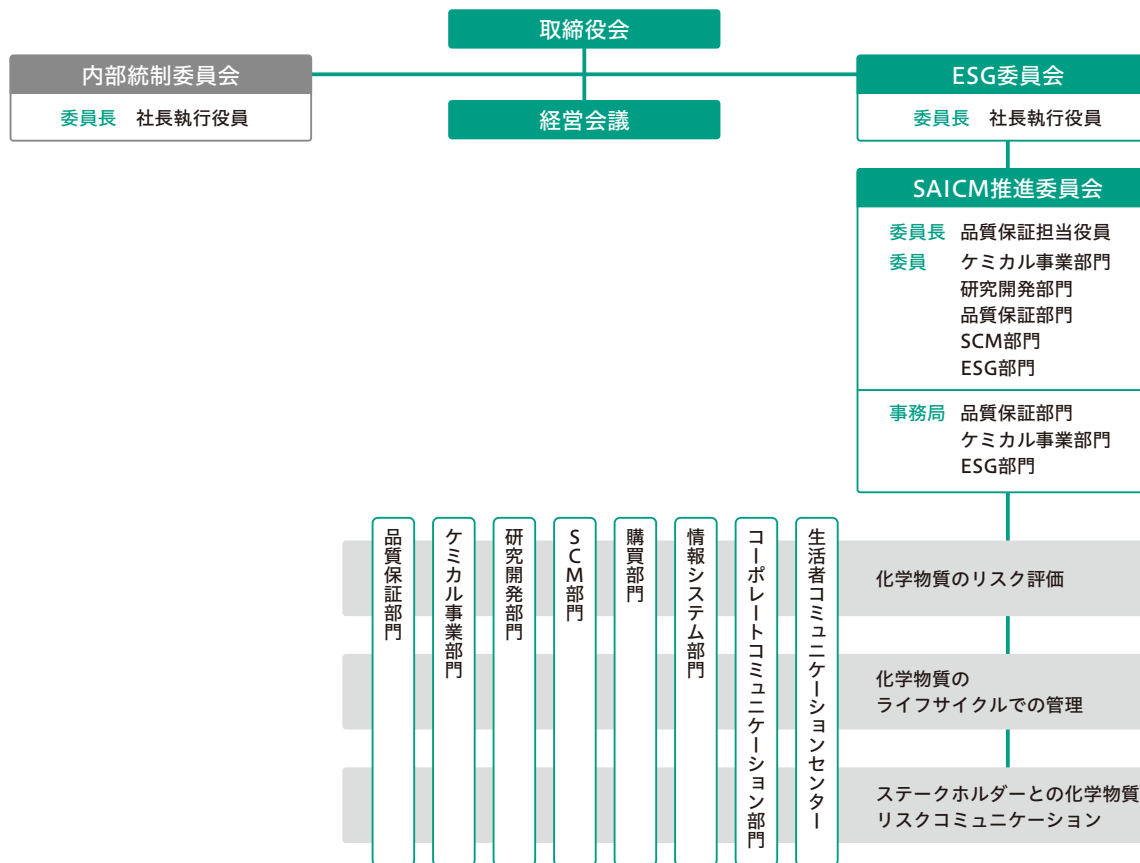 取締役会
内部統制委員会
委員長 社長執行役員
経営会議
ESG委員会
委員長 社長執行役員
SAICM推進委員会
委員長 品質保証担当役員
委員 ケミカル事業部門
研究開発部門
品質保証部門
SCM部門
ESG部門
事務局 品質保証部門
ケミカル事業部門
ESG部門
品質保証部門
ケミカル事業部門
研究開発部門
SCM部門
購買部門
情報システム部門
コーポレートコミュニケーション部門
生活者コミュニケーションセンター
化学物質のリスク評価
化学物質の
ライフサイクルでの管理
ステークホルダーとの化学物質
リスクコミュニケーション